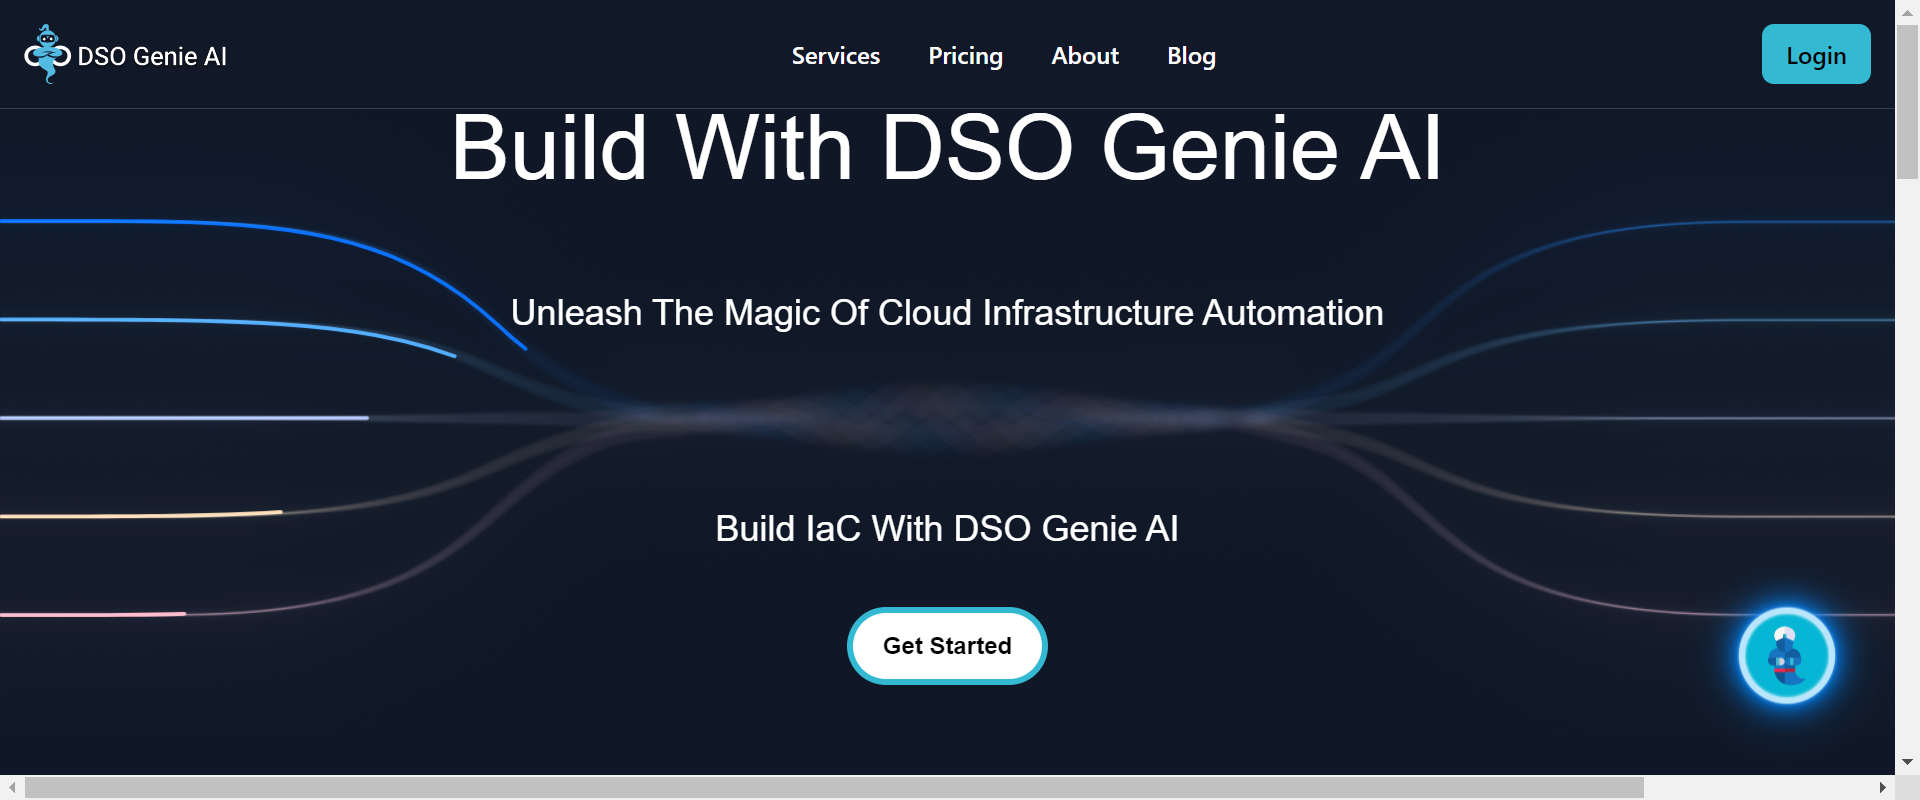 DSO Genie AI
Services
Pricing
About
Blog
Login
Build With DSO Genie AI
Unleash The Magic Of Cloud Infrastructure Automation
Build IaC With DSO Genie AI
Get Started